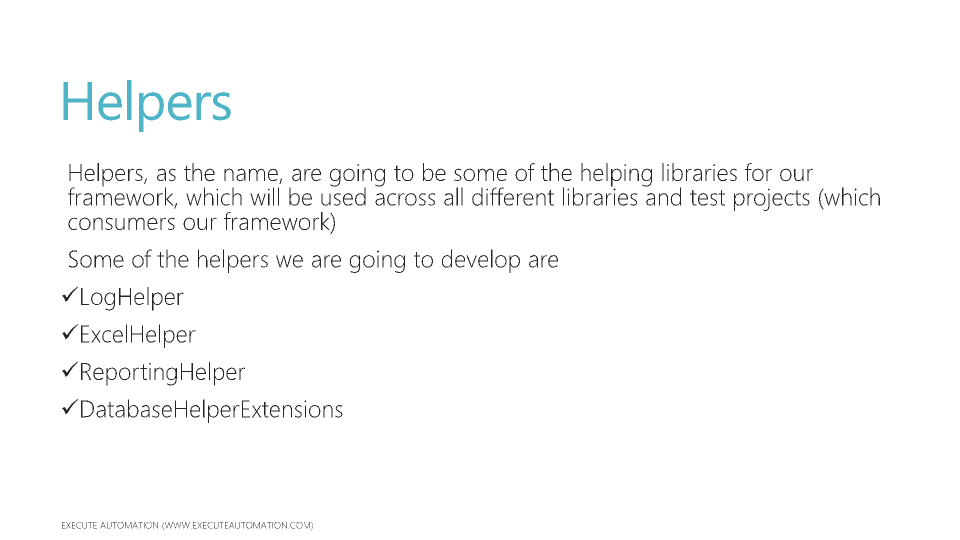 Helpers
Helpers, as the name, are going to be some of the helping libraries for our
framework, which will be used across all different libraries and test projects (which
consumers our framework)
Some of the helpers we are going to develop are
✓LogHelper
✓ExcelHelper
✓ReportingHelper
✓DatabaseHelperExtensions
EXECUTE AUTOMATION (WWW.EXECUTEAUTOMATION.COM)